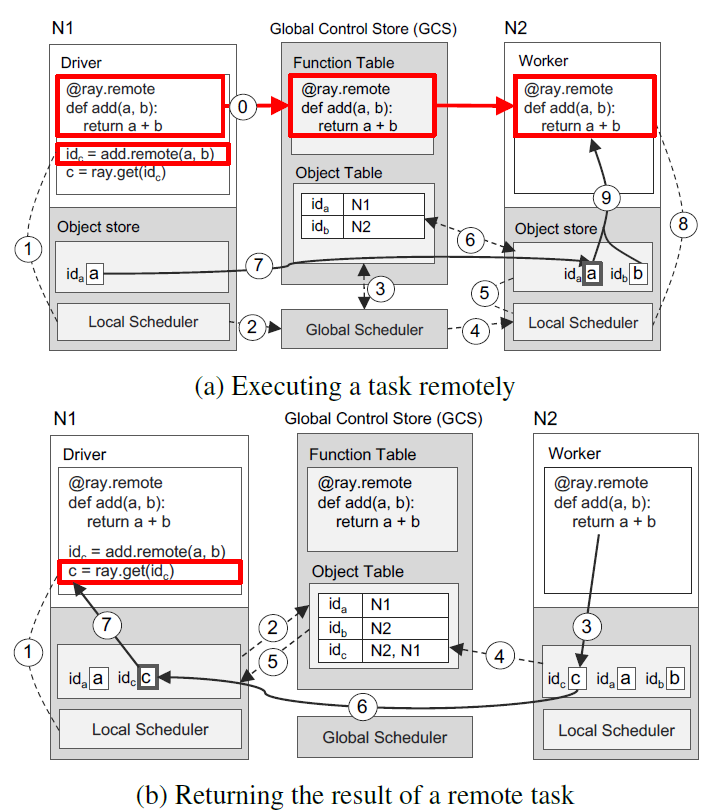 N1
Global Control Store (GCS)
N2
Driver
@ray.remote
def add(a, b):
return a + b
id_c = add.remote(a, b)
c = ray.get(id_c)
Object store
id_a a
Local Scheduler
Function Table
@ray.remote
def add(a, b):
return a + b
Object Table
id_a N1
id_b N2
Global Scheduler
Worker
@ray.remote
def add(a, b):
return a + b
Object store
id_a a id_b b
Local Scheduler
0
1
2
3
4
5
6
7
8
9
(a) Executing a task remotely
N1
Global Control Store (GCS)
N2
Driver
@ray.remote
def add(a, b):
return a + b
id_c = add.remote(a, b)
c = ray.get(id_c)
id_a a id_c c
Local Scheduler
Function Table
@ray.remote
def add(a, b):
return a + b
Object Table
id_a N1
id_b N2
id_c N2, N1
Global Scheduler
Worker
@ray.remote
def add(a, b):
return a + b
id_c c id_a a id_b b
Local Scheduler
1
2
3
4
5
6
7
(b) Returning the result of a remote task